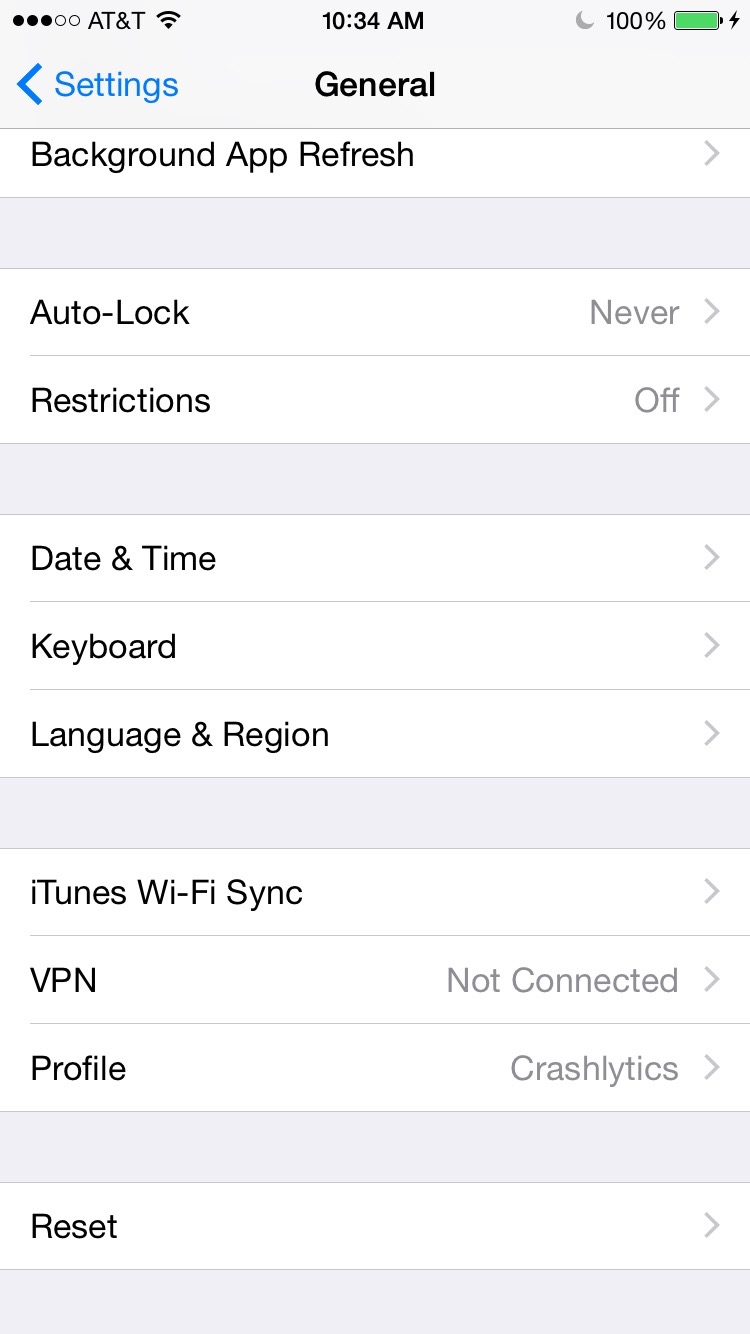 AT&T 10:34 AM 100%
Settings General
Background App Refresh
Auto-Lock Never
Restrictions Off
Date & Time
Keyboard
Language & Region
iTunes Wi-Fi Sync
VPN Not Connected
Profile Crashlytics
Reset